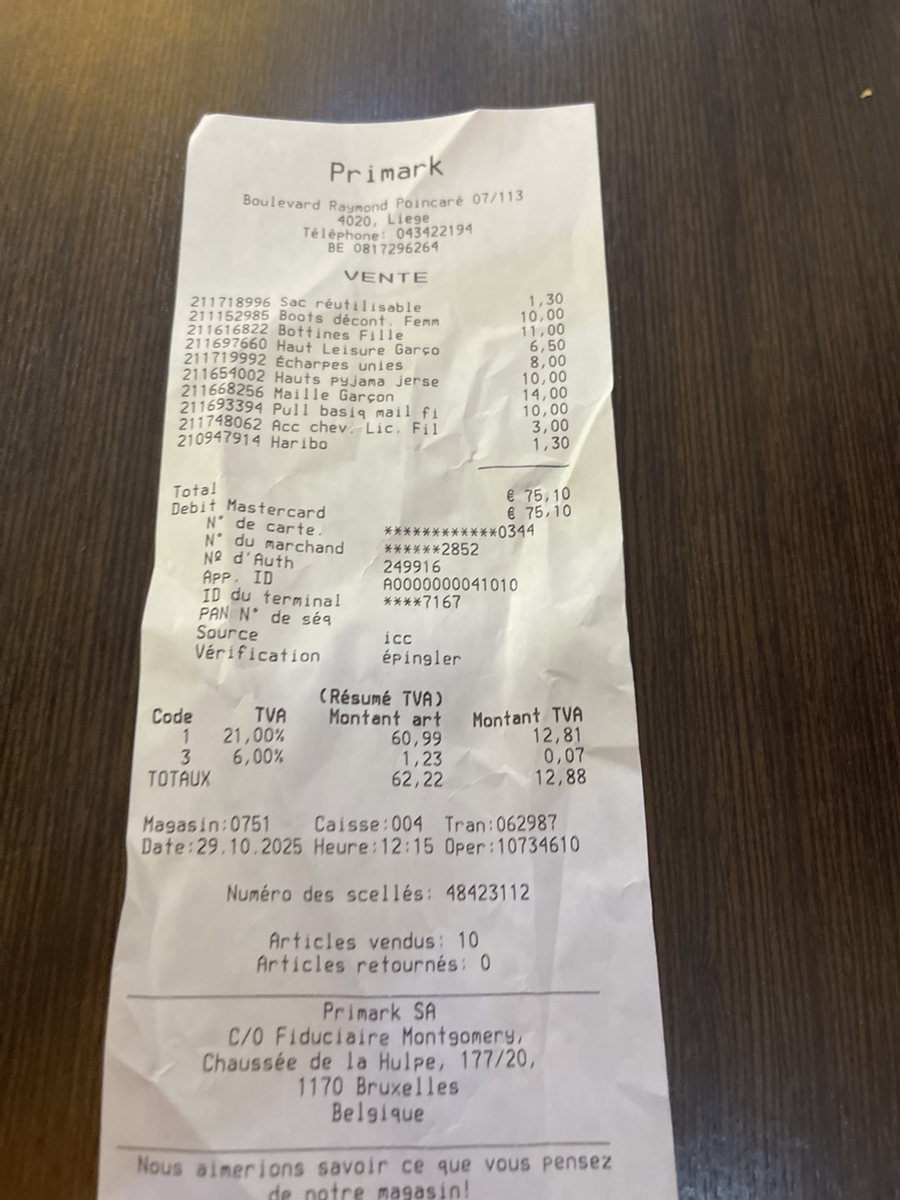 Primark
Boulevard Raymond Poincaré 07/113
4020, Liege
Téléphone: 043422194
BE 0817296264
VENTE
211718996 Sac réutilisable 1,30
211152985 Boots décont. Femm 10,00
211616822 Bottines Fille 11,00
211697660 Haut Leisure Garço 6,50
211719992 Écharpes unies 8,00
211654002 Hauts pyjama jerse 10,00
211668256 Maille Garçon 14,00
211693394 Pull basiq mail fi 10,00
211748062 Acc chev. Lic. Fil 3,00
210947914 Haribo 1,30
Total € 75,10
Debit Mastercard € 75,10
N° de carte. ************0344
N° du marchand ******2852
Nº d'Auth 249916
App. ID A0000000041010
ID du terminal ****7167
PAN N° de séq
Source icc
Vérification épingler
(Résumé TVA)
Code TVA Montant art Montant TVA
1 21,00% 60,99 12,81
3 6,00% 1,23 0,07
TOTAUX 62,22 12,88
Magasin:0751 Caisse:004 Tran:062987
Date:29.10.2025 Heure:12:15 Oper:10734610
Numéro des scellés: 48423112
Articles vendus: 10
Articles retournés: 0
Primark SA
C/O Fiduciaire Montgomery,
Chaussée de la Hulpe, 177/20,
1170 Bruxelles
Belgique
Nous aimerions savoir ce que vous pensez
de notre magasin!